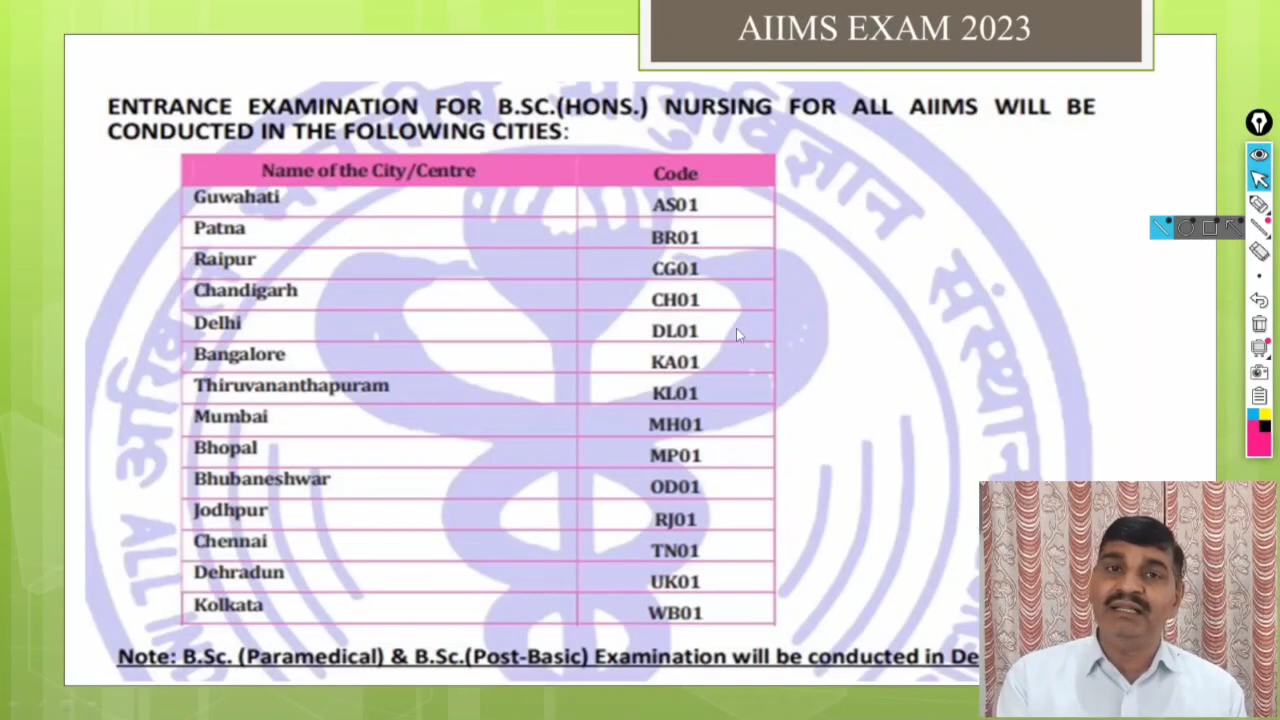 AIIMS EXAM 2023
ENTRANCE EXAMINATION FOR B.SC.(HONS.) NURSING FOR ALL AIIMS WILL BE
CONDUCTED IN THE FOLLOWING CITIES:
Name of the City/Centre Code
Guwahati AS01
Patna BR01
Raipur CG01
Chandigarh CH01
Delhi DL01
Bangalore KA01
Thiruvananthapuram KL01
Mumbai MH01
Bhopal MP01
Bhubaneshwar OD01
Jodhpur RJ01
Chennai TN01
Dehradun UK01
Kolkata WB01
Note: B.Sc. (Paramedical) & B.Sc.(Post-Basic) Examination will be conducted in De
संस्थान
ALL IN